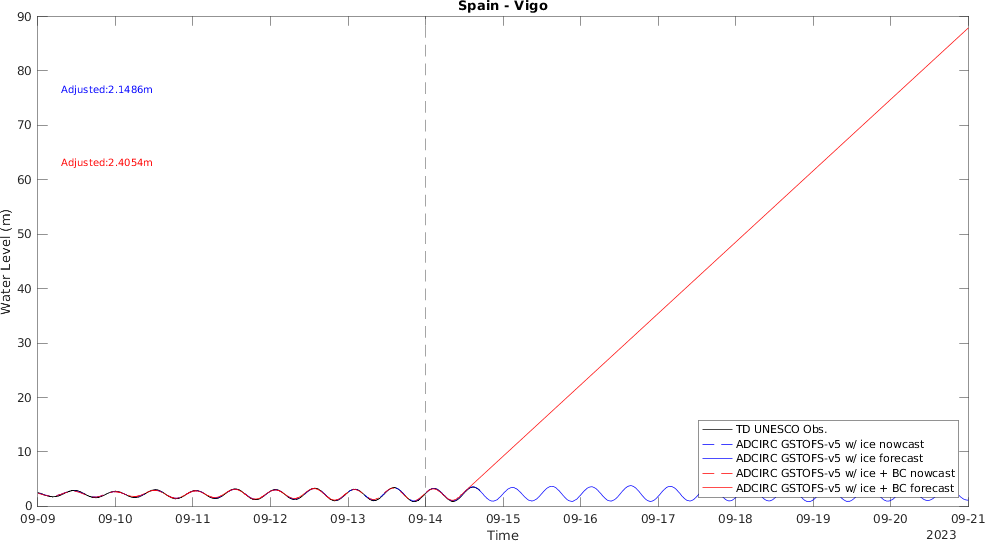 Spain - Vigo
90
80
70
60
50
40
30
20
10
0
Water Level (m)
Adjusted:2.1486m
Adjusted:2.4054m
TD UNESCO Obs.
ADCIRC GSTOFS-v5 w/ ice nowcast
ADCIRC GSTOFS-v5 w/ ice forecast
ADCIRC GSTOFS-v5 w/ ice + BC nowcast
ADCIRC GSTOFS-v5 w/ ice + BC forecast
09-09 09-10 09-11 09-12 09-13 09-14 09-15 09-16 09-17 09-18 09-19 09-20 09-21
Time
2023